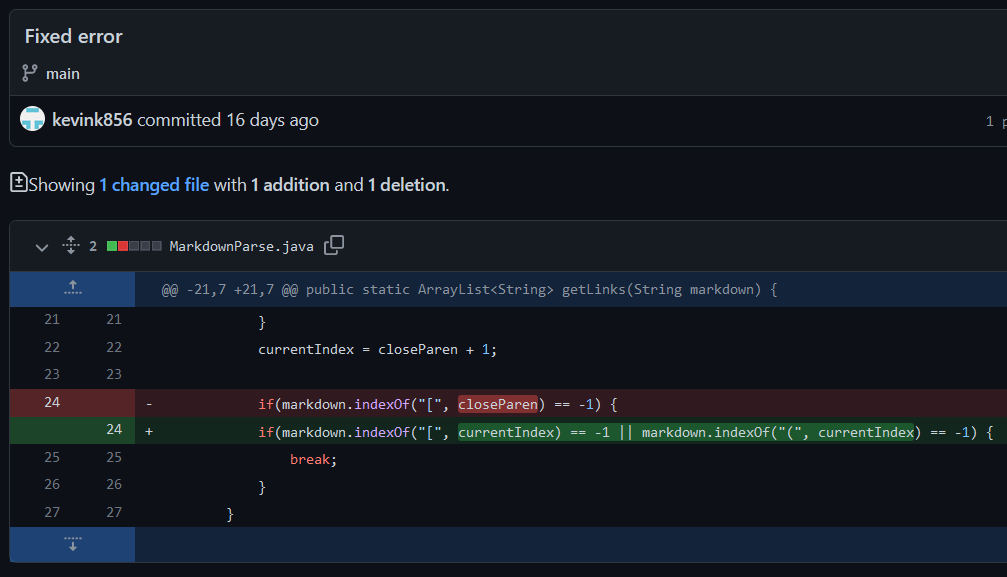 Fixed error
main
kevink856 committed 16 days ago
1 p
Showing 1 changed file with 1 addition and 1 deletion.
2 MarkdownParse.java
@@ -21,7 +21,7 @@ public static ArrayList<String> getLinks(String markdown) {
21 21 }
22 22 currentIndex = closeParen + 1;
23 23
24 - if(markdown.indexOf("[", closeParen) == -1) {
24 + if(markdown.indexOf("[", currentIndex) == -1 || markdown.indexOf("(", currentIndex) == -1) {
25 25 break;
26 26 }
27 27 }